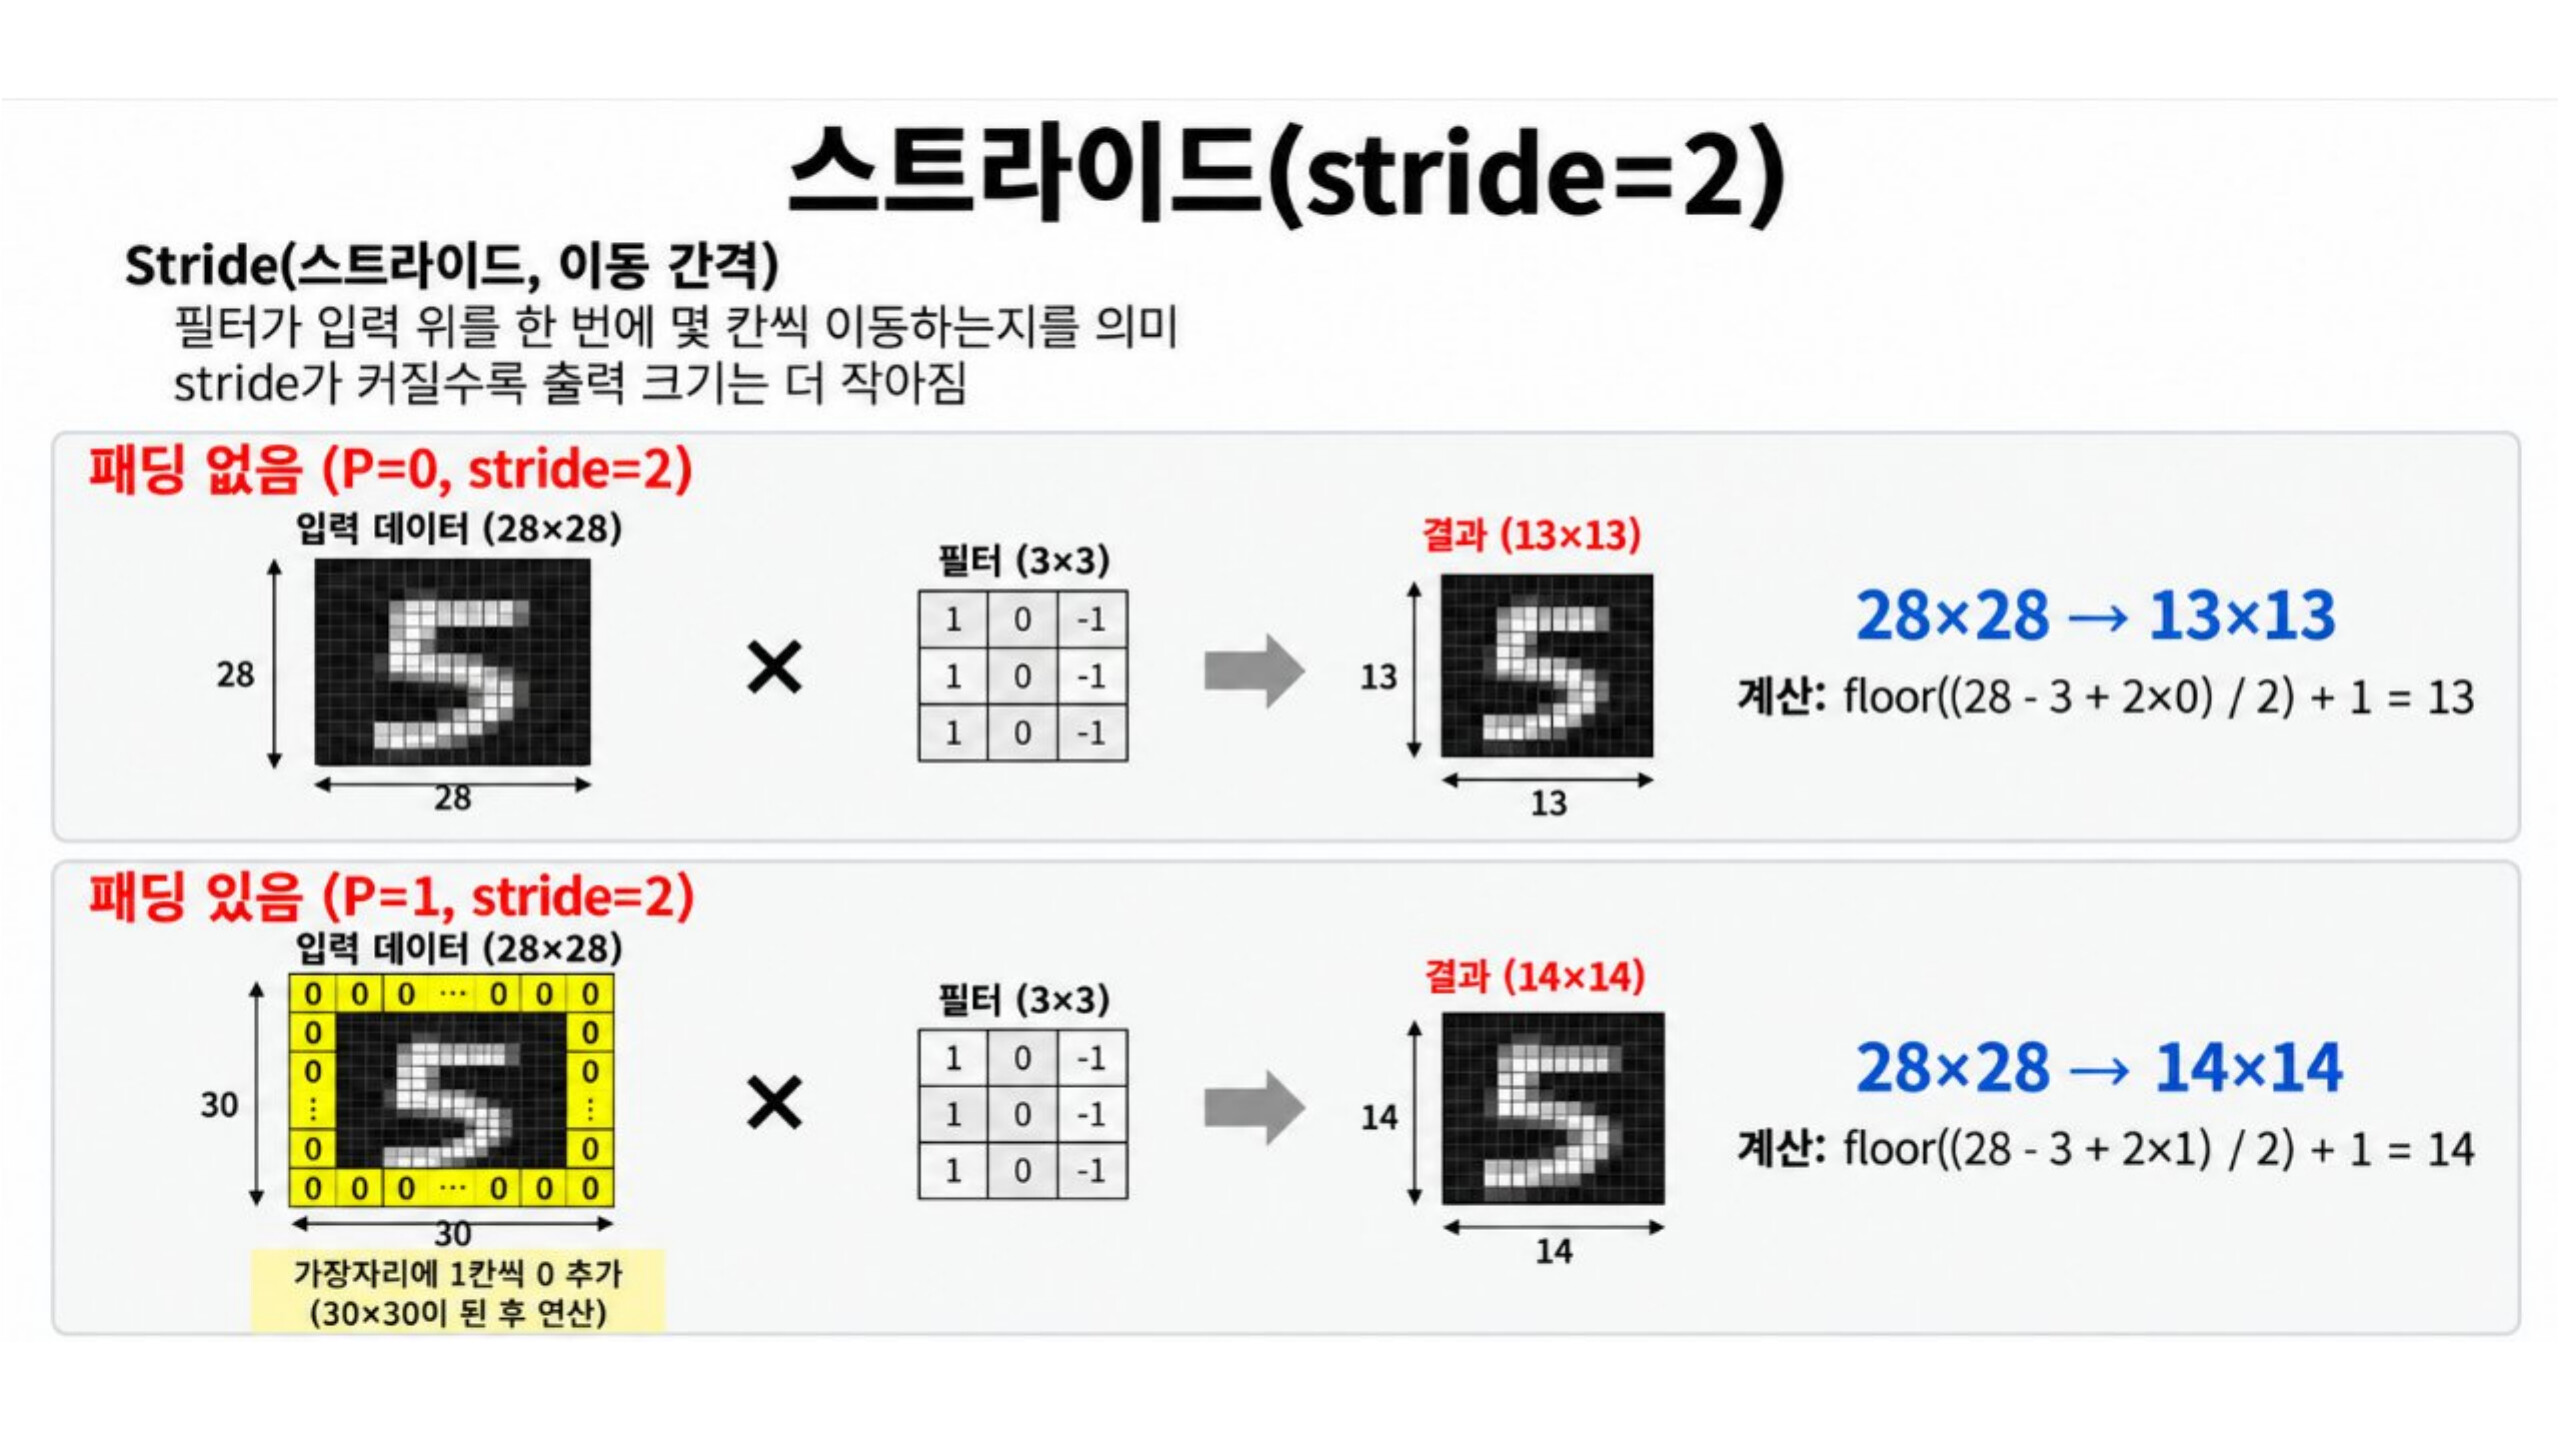 스트라이드(stride=2)
Stride(스트라이드, 이동 간격)
필터가 입력 위를 한 번에 몇 칸씩 이동하는지를 의미
stride가 커질수록 출력 크기는 더 작아짐
패딩 없음 (P=0, stride=2)
입력 데이터 (28×28)
28
28
×
필터 (3×3)
1 0 -1
1 0 -1
1 0 -1
결과 (13×13)
13
13
28×28 → 13×13
계산: floor((28 - 3 + 2×0) / 2) + 1 = 13
패딩 있음 (P=1, stride=2)
입력 데이터 (28×28)
0 0 0 ⋯ 0 0 0
0 0
0 0
⋮ ⋮
0 0
0 0 0 ⋯ 0 0 0
30
30
가장자리에 1칸씩 0 추가
(30×30이 된 후 연산)
×
필터 (3×3)
1 0 -1
1 0 -1
1 0 -1
결과 (14×14)
14
14
28×28 → 14×14
계산: floor((28 - 3 + 2×1) / 2) + 1 = 14